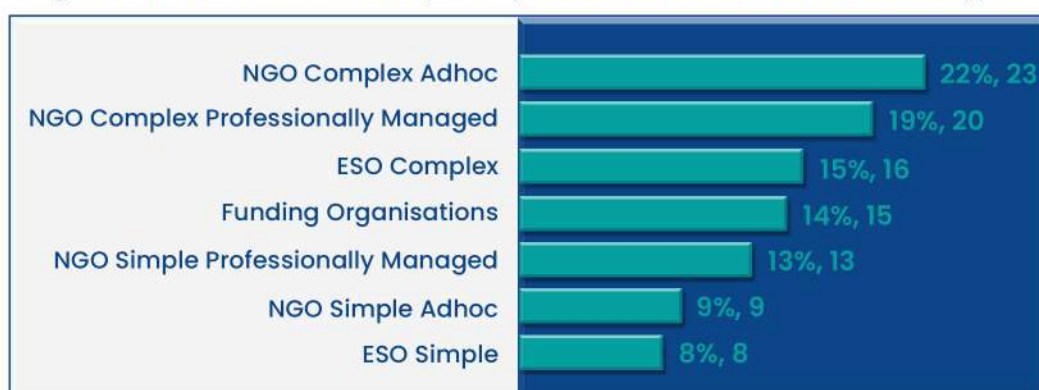 NGO Complex Adhoc 22%, 23
NGO Complex Professionally Managed 19%, 20
ESO Complex 15%, 16
Funding Organisations 14%, 15
NGO Simple Professionally Managed 13%, 13
NGO Simple Adhoc 9%, 9
ESO Simple 8%, 8